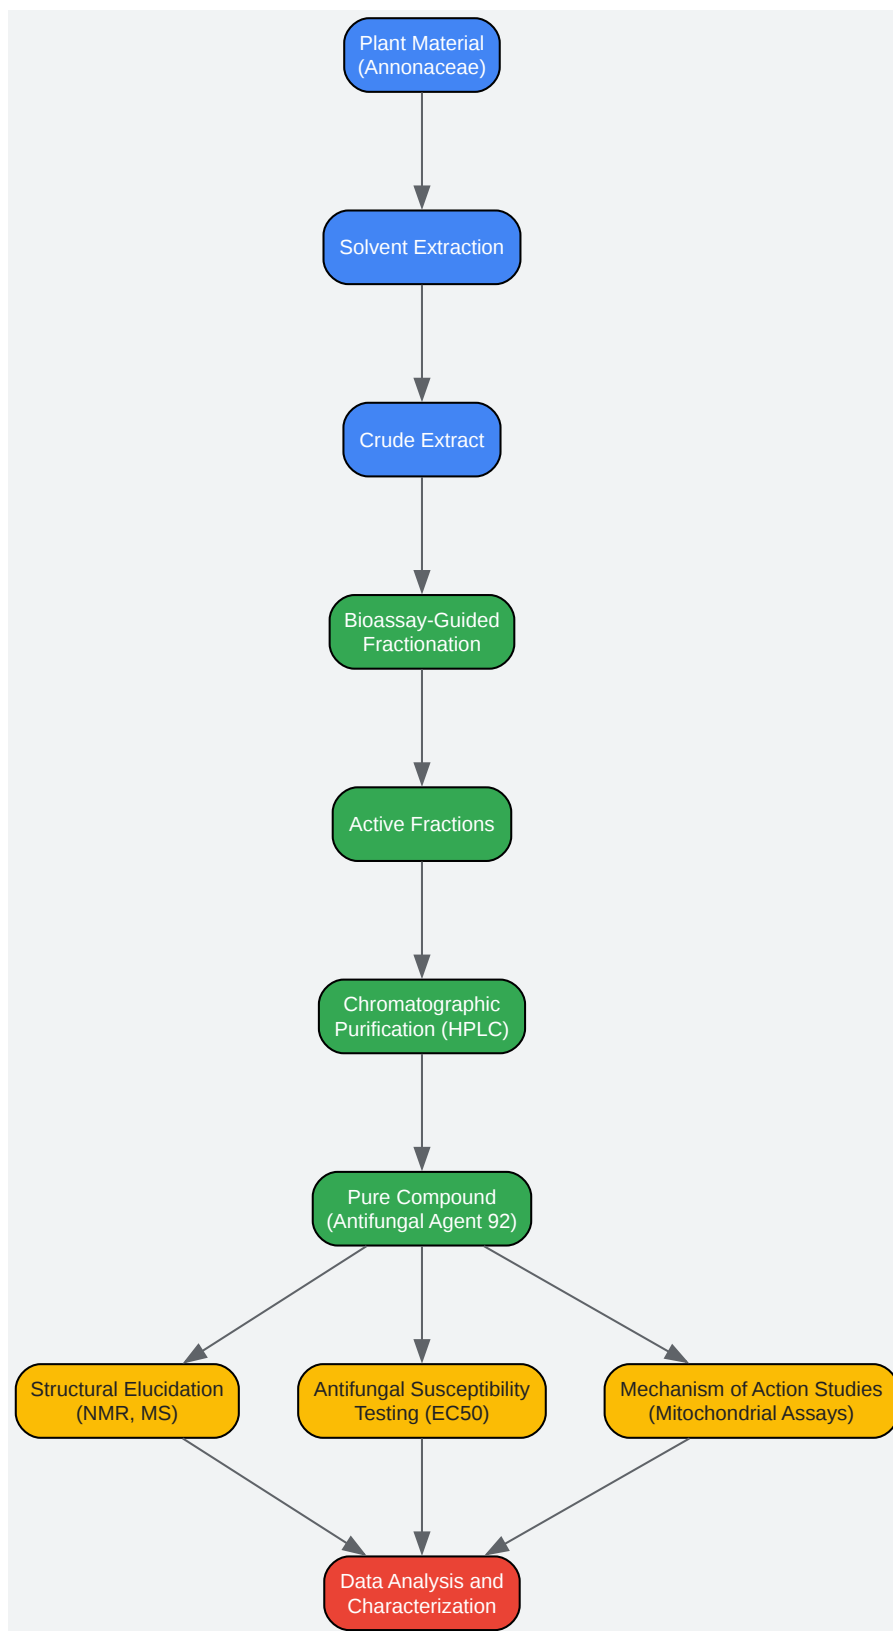 Plant Material
(Annonaceae)
Solvent Extraction
Crude Extract
Bioassay-Guided
Fractionation
Active Fractions
Chromatographic
Purification (HPLC)
Pure Compound
(Antifungal Agent 92)
Structural Elucidation
(NMR, MS)
Antifungal Susceptibility
Testing (EC50)
Mechanism of Action Studies
(Mitochondrial Assays)
Data Analysis and
Characterization